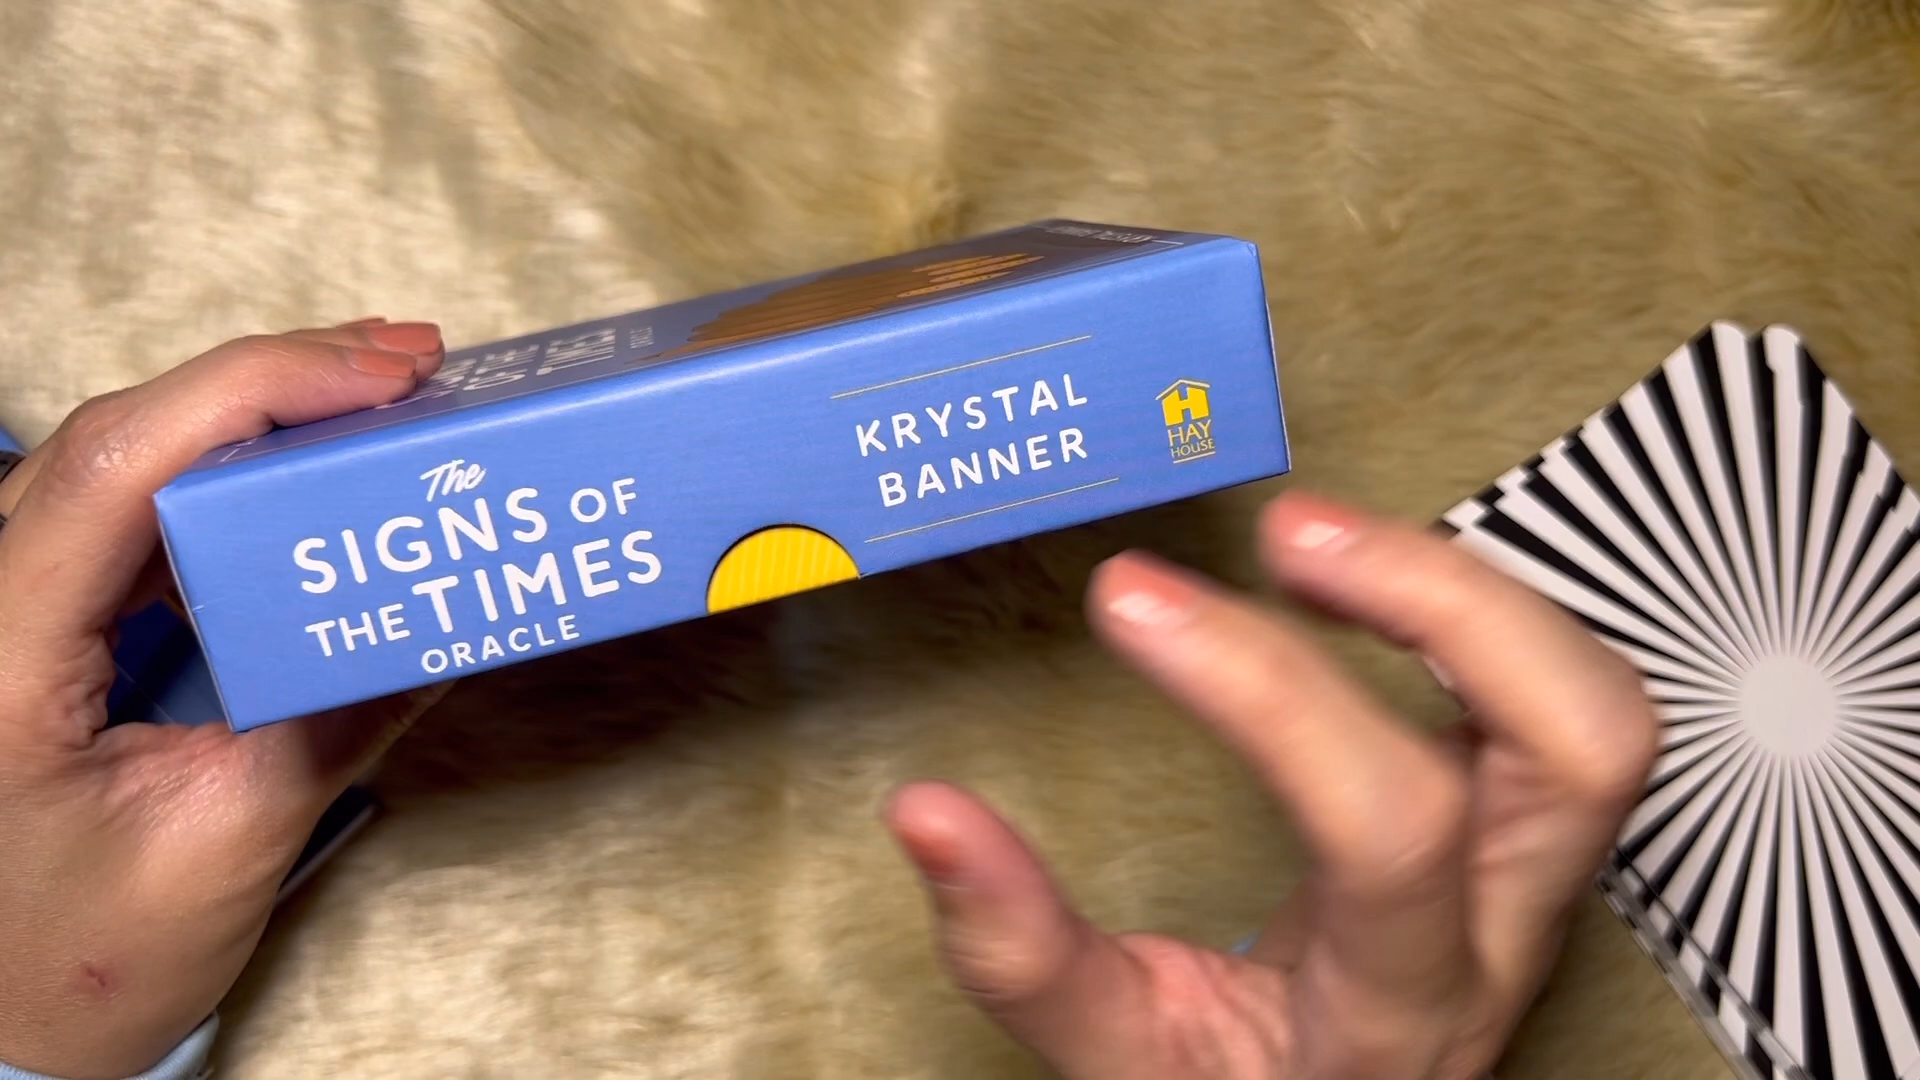 The
SIGNS OF
THE TIMES
ORACLE
KRYSTAL
BANNER
HAY
HOUSE